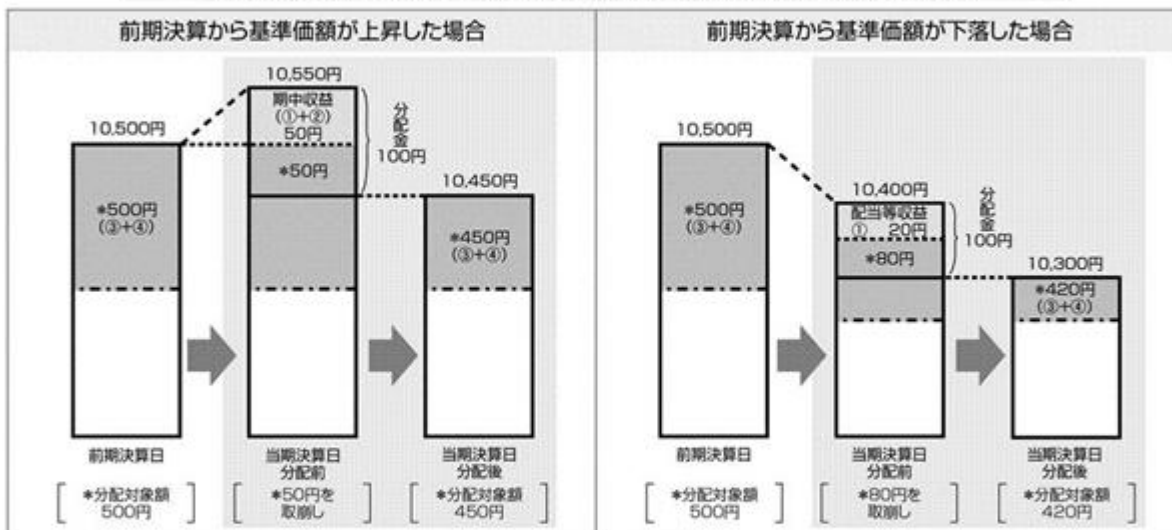 前期決算から基準価額が上昇した場合
10,500円
*500円
(③+④)
前期決算日
*分配対象額
500円
10,550円
期中収益
(①+②)
50円
*50円
分配金
100円
当期決算日
分配前
*50円を
取崩し
10,450円
*450円
(③+④)
当期決算日
分配後
*分配対象額
450円
前期決算から基準価額が下落した場合
10,500円
*500円
(③+④)
前期決算日
*分配対象額
500円
10,400円
配当等収益
① 20円
*80円
分配金
100円
当期決算日
分配前
*80円を
取崩し
10,300円
*420円
(③+④)
当期決算日
分配後
*分配対象額
420円